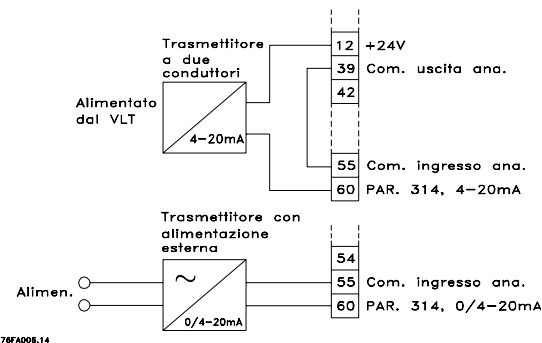 Trasmettitore
a due
conduttori
Alimentato
dal VLT
4-20mA
12 +24V
39 Com. uscita ana.
42
55 Com. ingresso ana.
60 PAR. 314, 4-20mA
Trasmettitore con
alimentazione
esterna
Alimen.
~
0/4-20mA
54
55 Com. ingresso ana.
60 PAR. 314, 0/4-20mA
76FA005.14